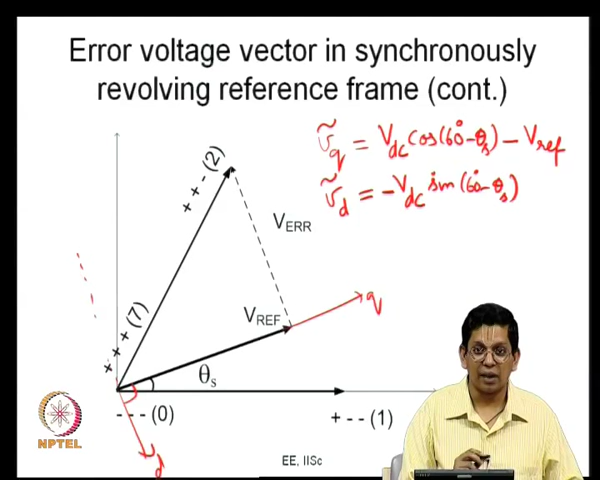 Error voltage vector in synchronously
revolving reference frame (cont.)
ṽq = Vdc cos(60°-θs) - Vref
ṽd = -Vdc sin(60°-θs)
+ + - (2)
VERR
+ + + (7)
VREF
q
θs
- - - (0)
+ - - (1)
d
NPTEL
EE, IISc